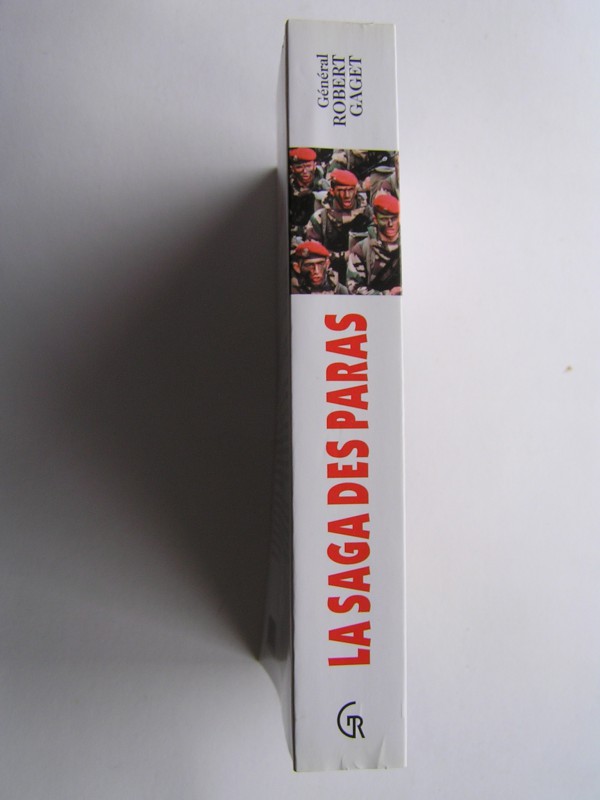 Général
ROBERT
GAGET
LA SAGA DES PARAS
GR